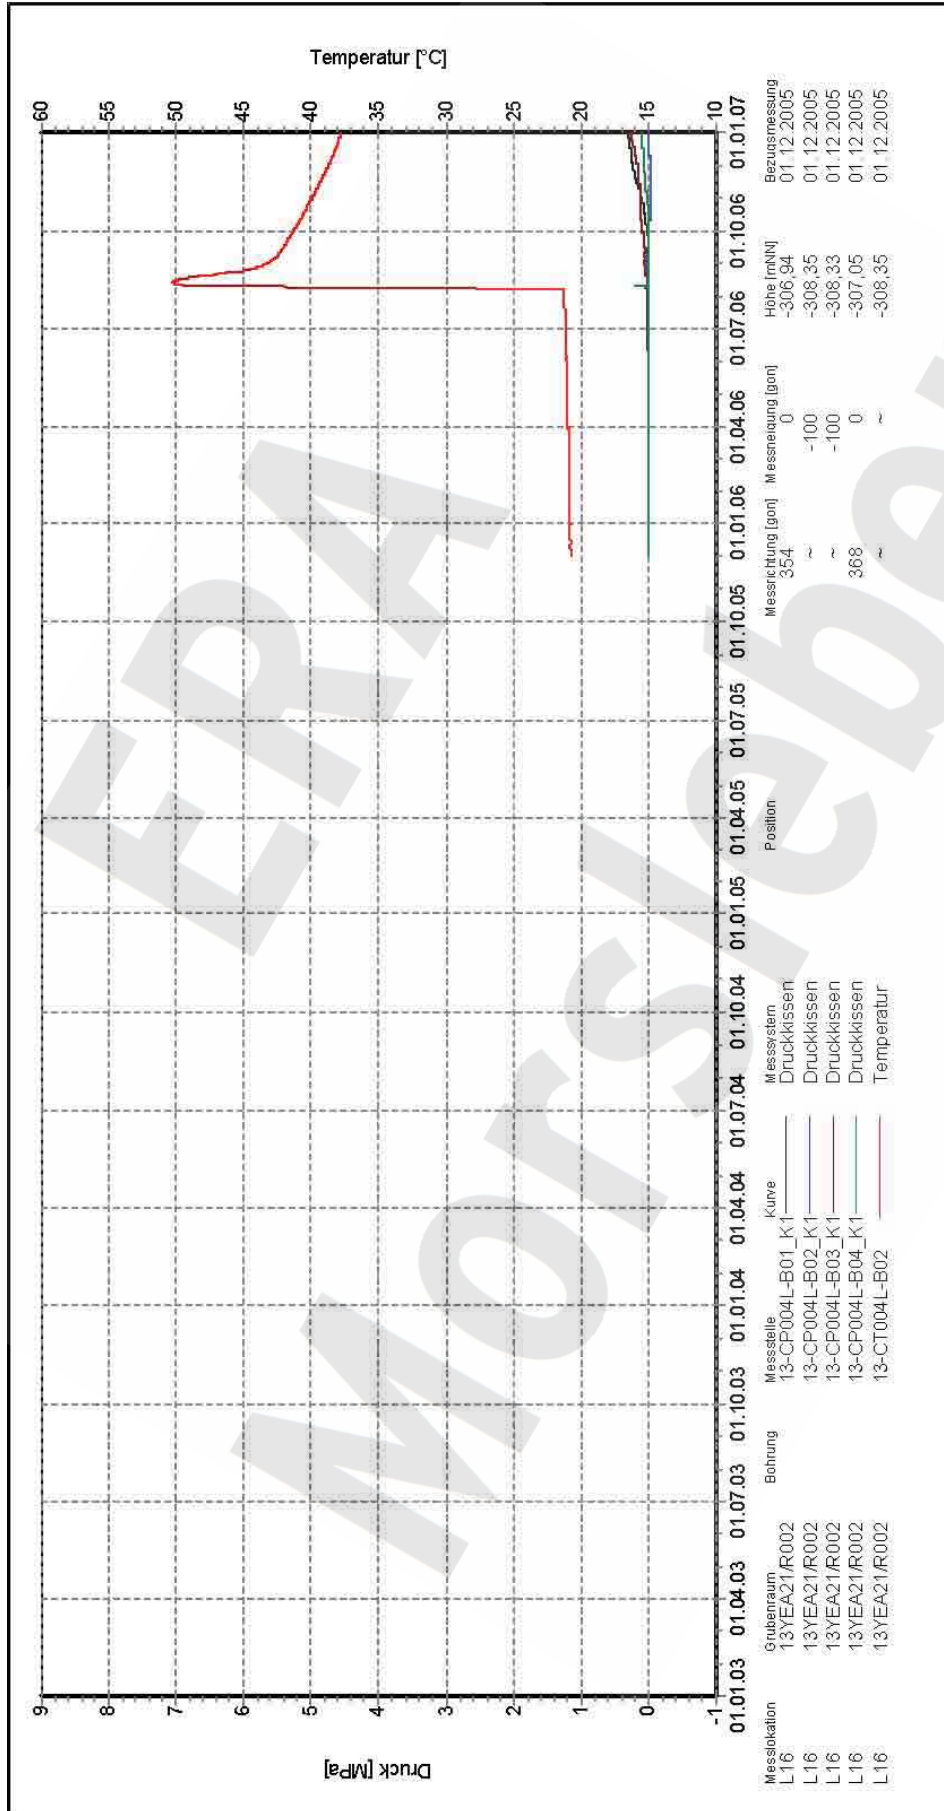 Temperatur [°C]
60 55 50 45 40 35 30 25 20 15 10
Druck [MPa]
9 8 7 6 5 4 3 2 1 0 -1
01.01.03 01.04.03 01.07.03 01.10.03 01.01.04 01.04.04 01.07.04 01.10.04 01.01.05 01.04.05 01.07.05 01.10.05 01.01.06 01.04.06 01.07.06 01.10.06 01.01.07
Messlokation Grubenraum Bohrung Messstelle Kurve Messsystem Position Messrichtung [gon] Messneigung [gon] Höhe [mNN] Bezugsmessung
L16 13YEA21/R002 13-CP004L-B01_K1 Druckkissen 354 0 -306,94 01.12.2005
L16 13YEA21/R002 13-CP004L-B02_K1 Druckkissen ~ -100 -308,35 01.12.2005
L16 13YEA21/R002 13-CP004L-B03_K1 Druckkissen ~ -100 -308,33 01.12.2005
L16 13YEA21/R002 13-CP004L-B04_K1 Druckkissen 368 0 -307,05 01.12.2005
L16 13YEA21/R002 13-CT004L-B02 Temperatur ~ ~ -308,35 01.12.2005
ERA